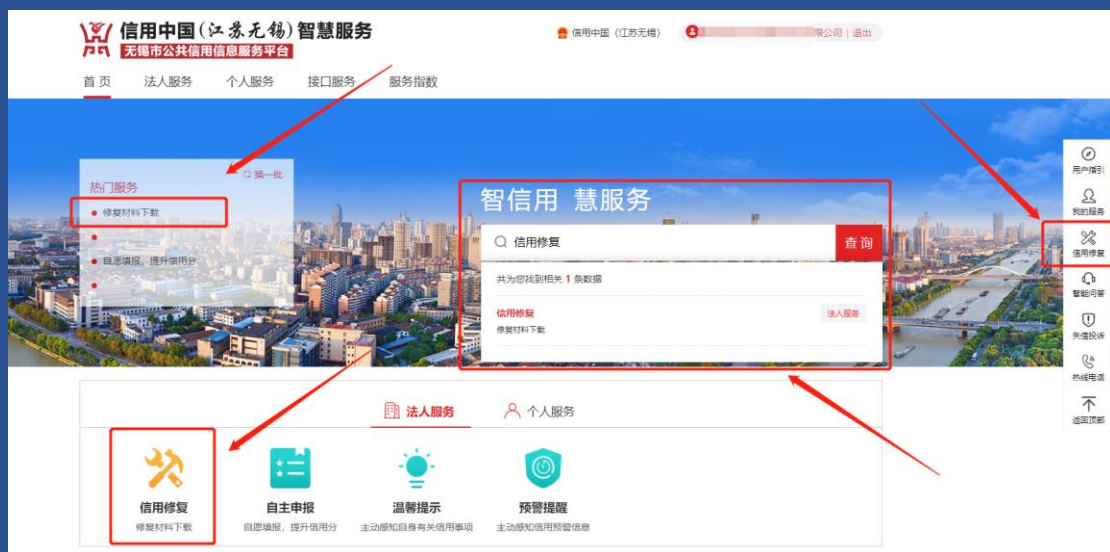 信用中国(江苏无锡)智慧服务
无锡市公共信用信息服务平台
信用中国（江苏无锡）
限公司 | 退出
首 页 法人服务 个人服务 接口服务 服务指数
热门服务
换一批
修复材料下载
自愿填报，提升信用分
智信用 慧服务
信用修复
查 询
共为您找到相关 1 条数据
信用修复
法人服务
修复材料下载
用户指引
我的服务
信用修复
智能问答
失信投诉
热线电话
返回顶部
法人服务 个人服务
信用修复 自主申报 温馨提示 预警提醒
修复材料下载 自愿填报，提升信用分 主动感知自身有关信用事项 主动感知信用预警信息